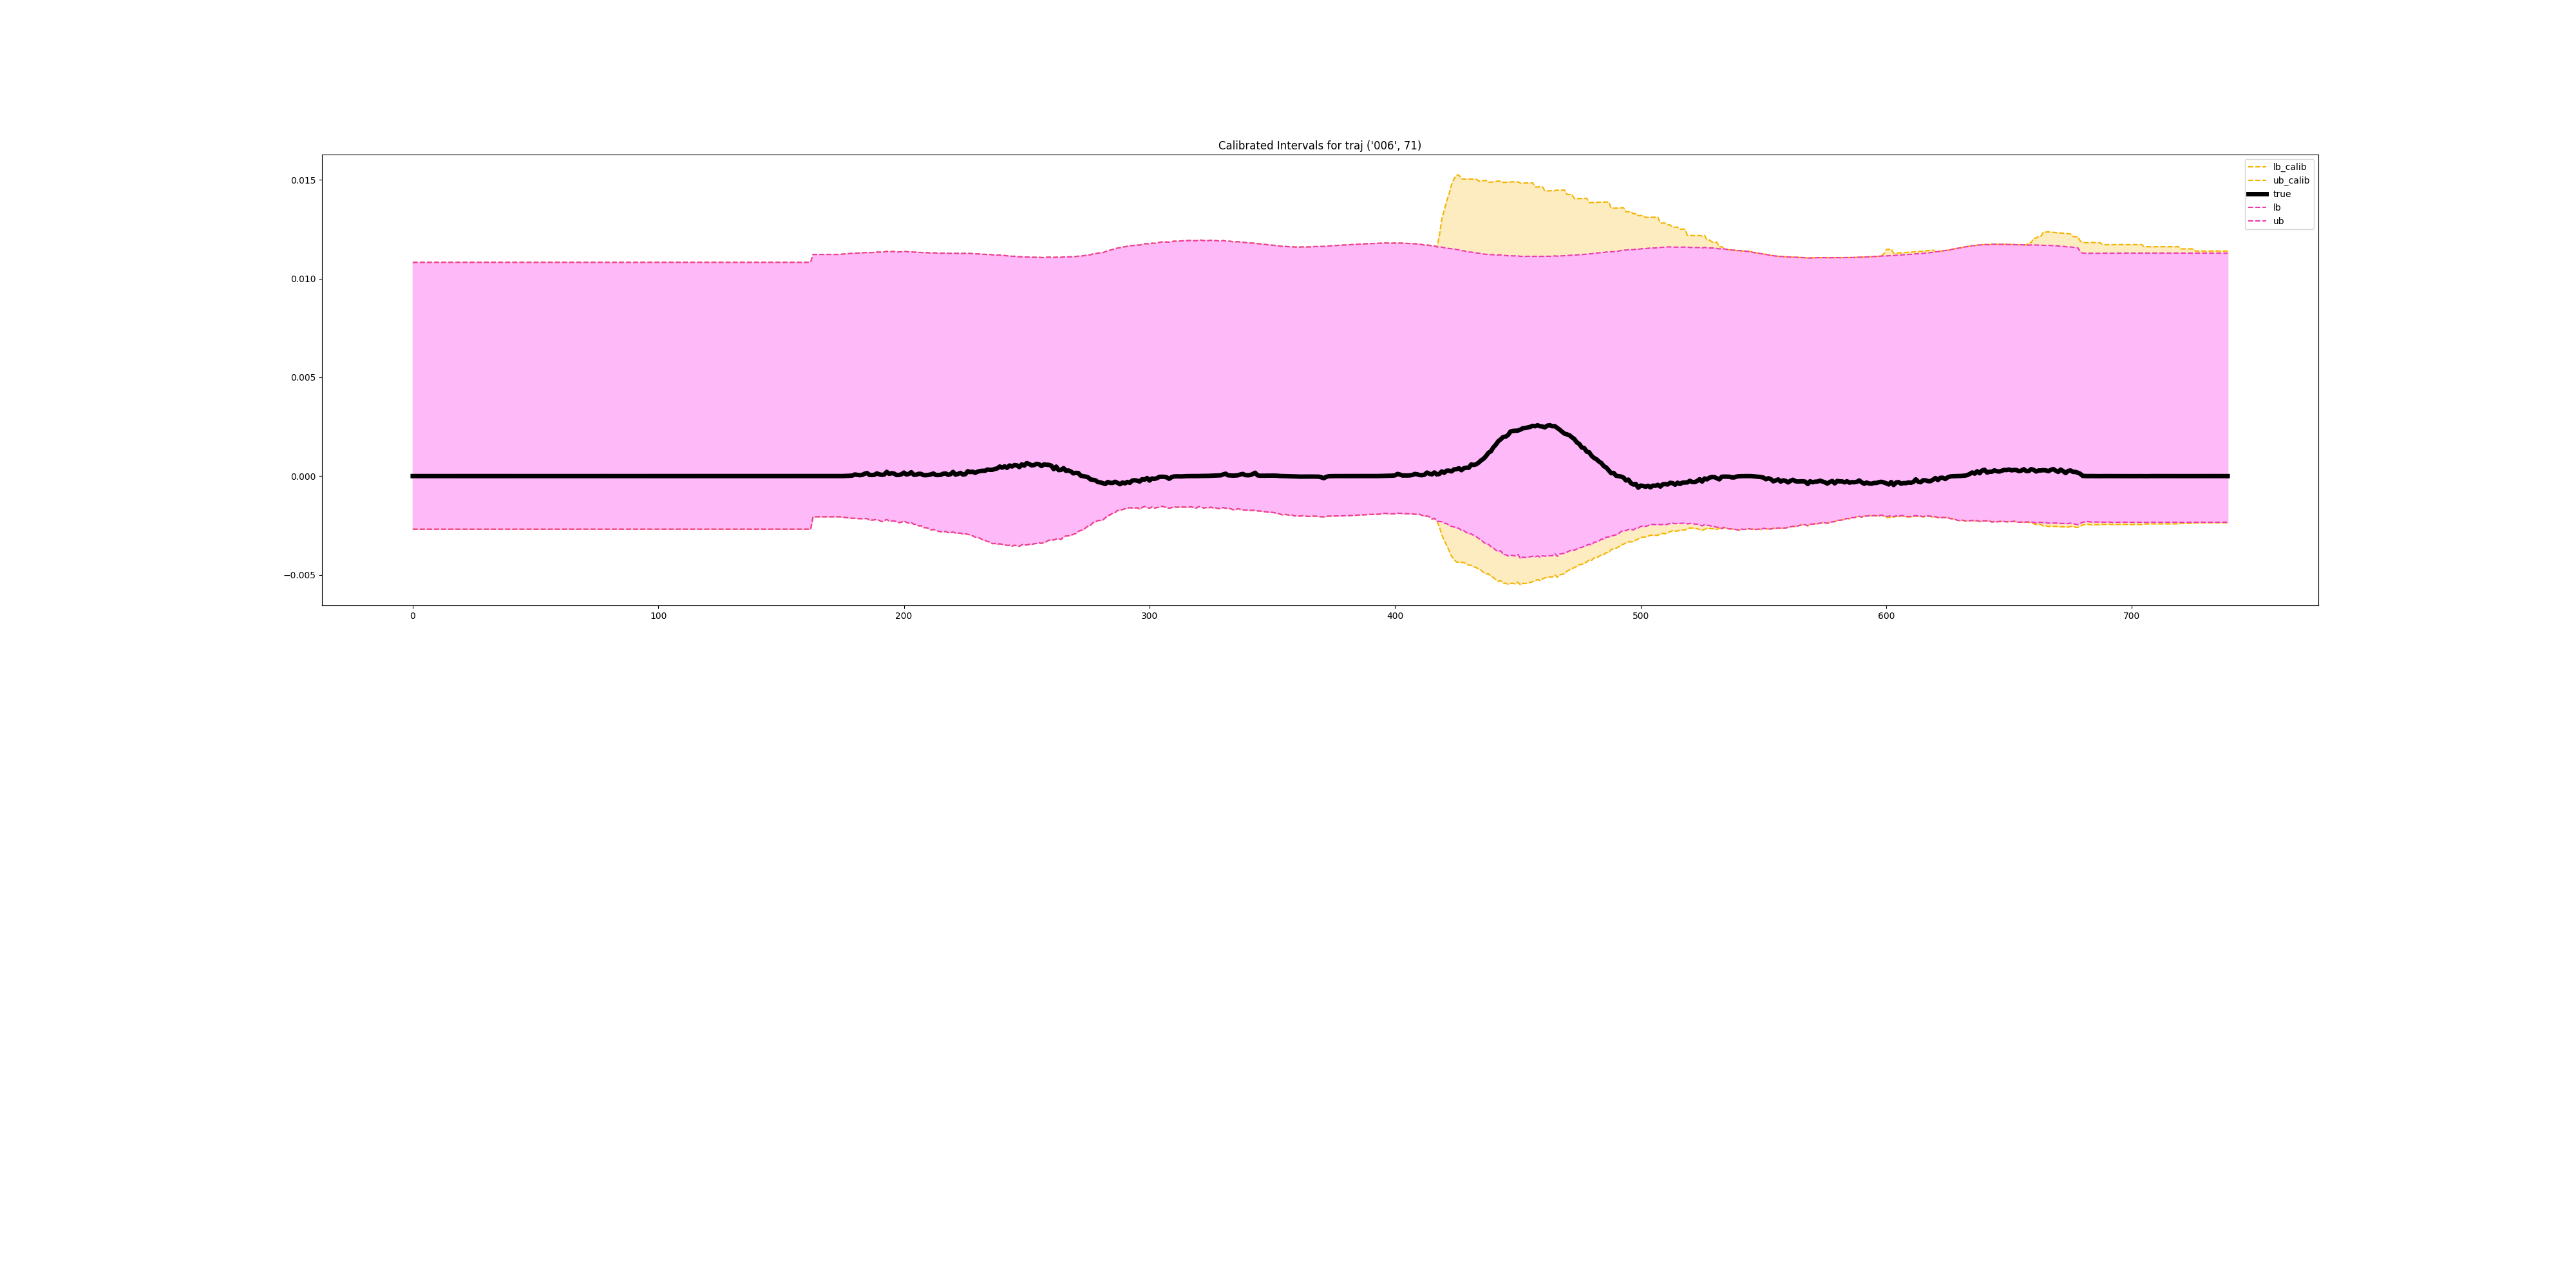 Calibrated Intervals for traj ('006', 71)
0.015
0.010
0.005
0.000
−0.005
0 100 200 300 400 500 600 700
lb_calib
ub_calib
true
lb
ub